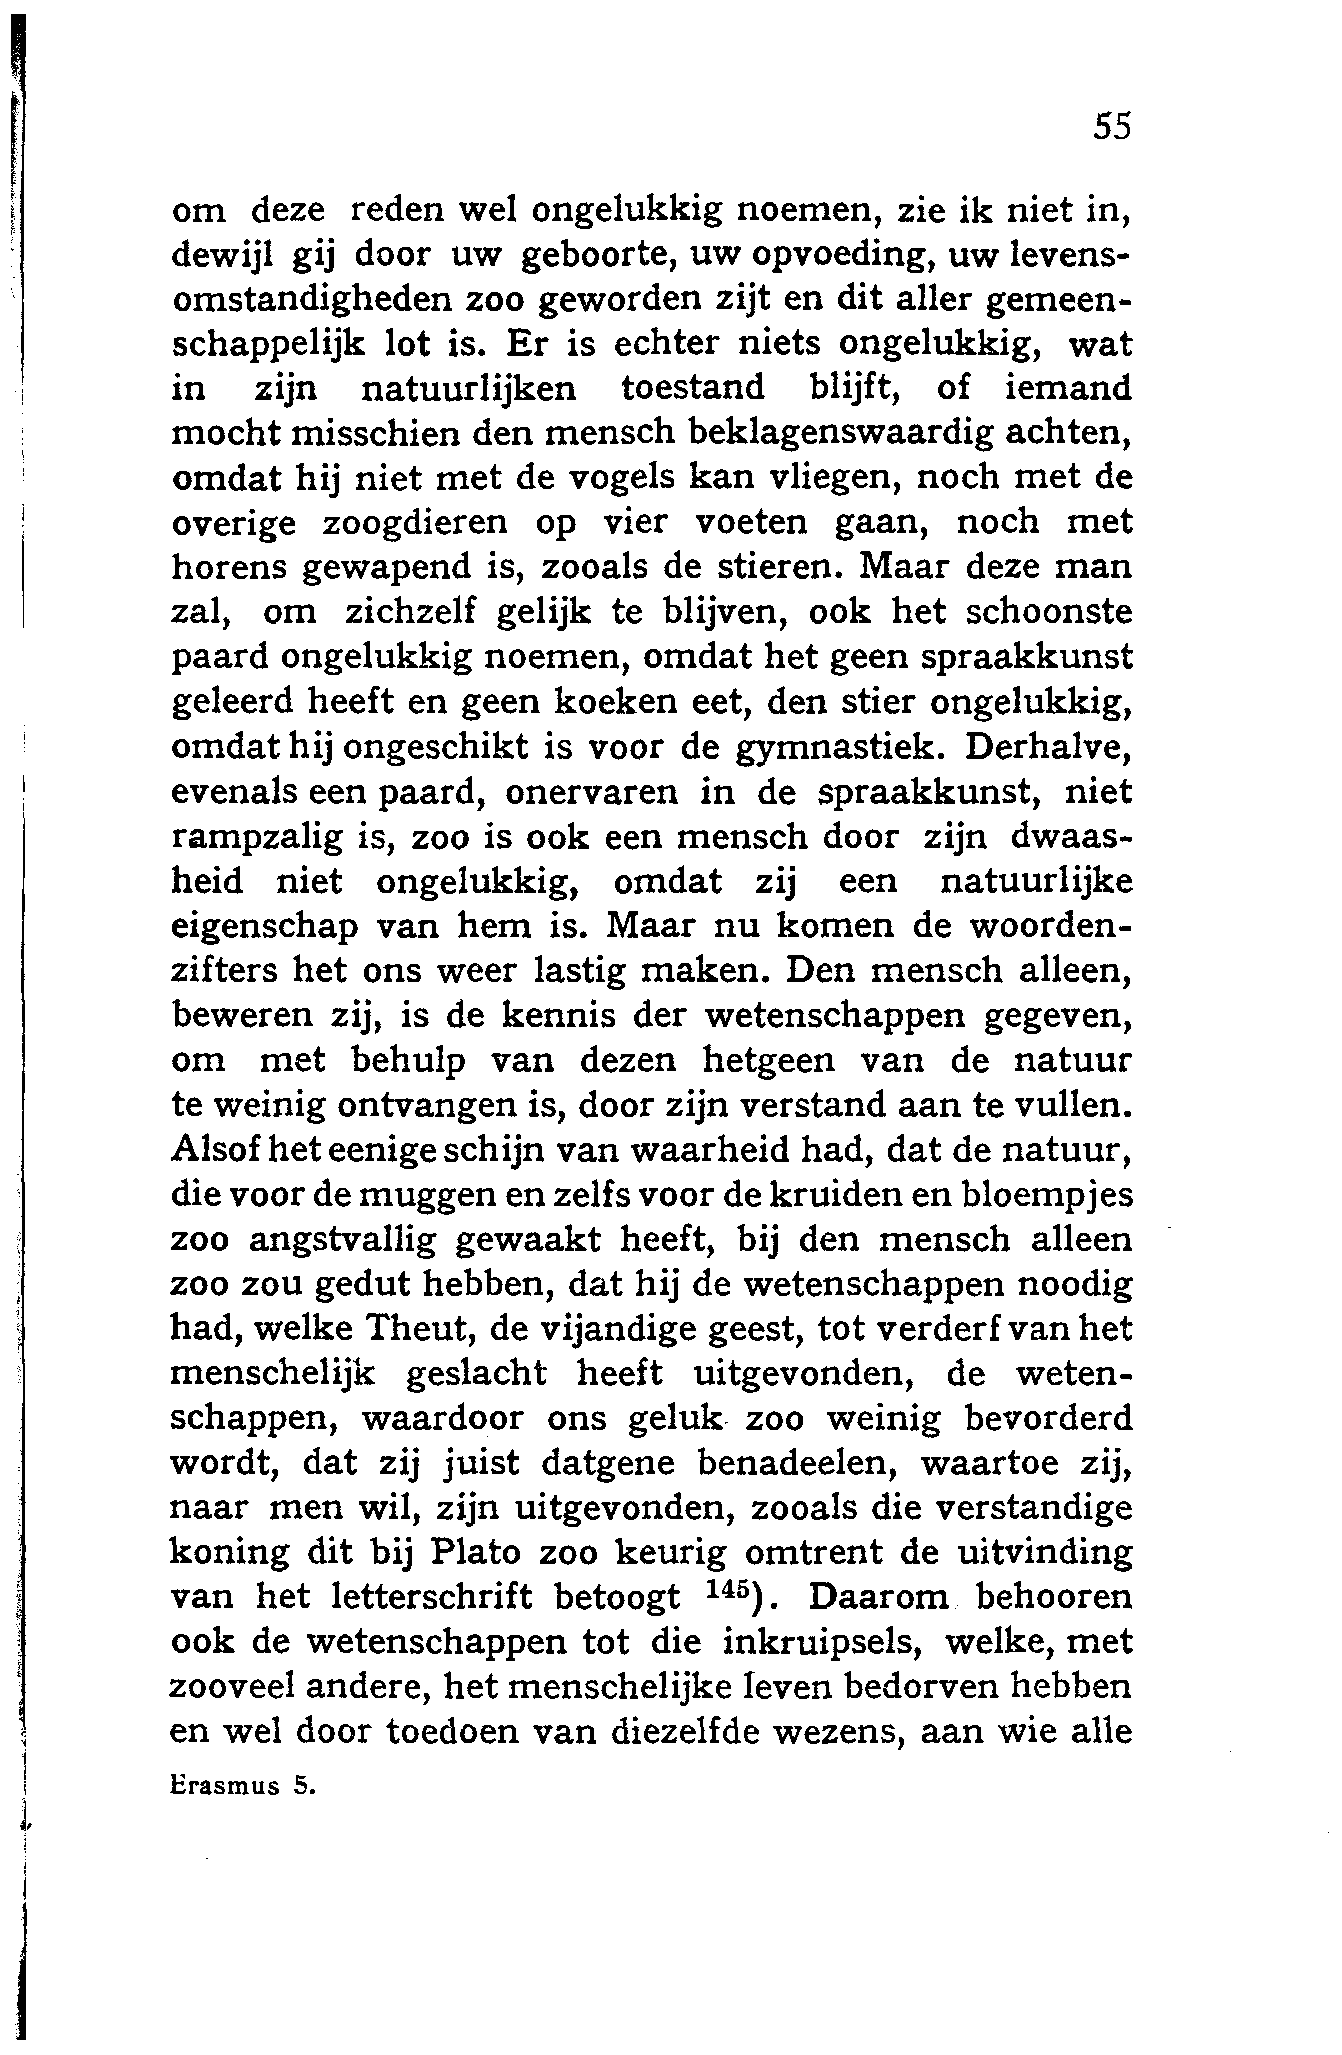 55
om deze reden wel ongelukkig noemen, zie ik niet in,
dewijl gij door uw geboorte, uw opvoeding, uw levens-
omstandigheden zoo geworden zijt en dit aller gemeen-
schappelijk lot is. Er is echter niets ongelukkig, wat
in zijn natuurlijken toestand blijft, of iemand
mocht misschien den mensch beklagenswaardig achten,
omdat hij niet met de vogels kan vliegen, noch met de
overige zoogdieren op vier voeten gaan, noch met
horens gewapend is, zooals de stieren. Maar deze man
zal, om zichzelf gelijk te blijven, ook het schoonste
paard ongelukkig noemen, omdat het geen spraakkunst
geleerd heeft en geen koeken eet, den stier ongelukkig,
omdat hij ongeschikt is voor de gymnastiek. Derhalve,
evenals een paard, onervaren in de spraakkunst, niet
rampzalig is, zoo is ook een mensch door zijn dwaas-
heid niet ongelukkig, omdat zij een natuurlijke
eigenschap van hem is. Maar nu komen de woorden-
zifters het ons weer lastig maken. Den mensch alleen,
beweren zij, is de kennis der wetenschappen gegeven,
om met behulp van dezen hetgeen van de natuur
te weinig ontvangen is, door zijn verstand aan te vullen.
Alsof het eenige schijn van waarheid had, dat de natuur,
die voor de muggen en zelfs voor de kruiden en bloempjes
zoo angstvallig gewaakt heeft, bij den mensch alleen
zoo zou gedut hebben, dat hij de wetenschappen noodig
had, welke Theut, de vijandige geest, tot verderf van het
menschelijk geslacht heeft uitgevonden, de weten-
schappen, waardoor ons geluk zoo weinig bevorderd
wordt, dat zij juist datgene benadeelen, waartoe zij,
naar men wil, zijn uitgevonden, zooals die verstandige
koning dit bij Plato zoo keurig omtrent de uitvinding
van het letterschrift betoogt ¹⁴⁵). Daarom behooren
ook de wetenschappen tot die inkruipsels, welke, met
zooveel andere, het menschelijke leven bedorven hebben
en wel door toedoen van diezelfde wezens, aan wie alle
Erasmus 5.